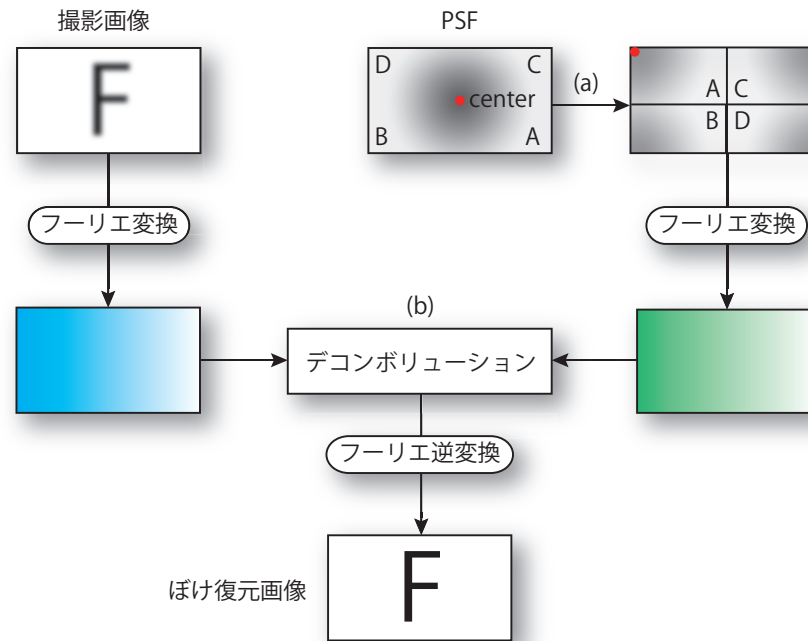 撮影画像
PSF
F
D
C
center
B
A
(a)
A
C
B
D
フーリエ変換
フーリエ変換
(b)
デコンボリューション
フーリエ逆変換
ぼけ復元画像
F